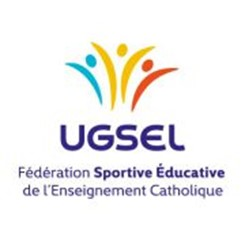 UGSEL
Fédération Sportive Éducative
de l'Enseignement Catholique